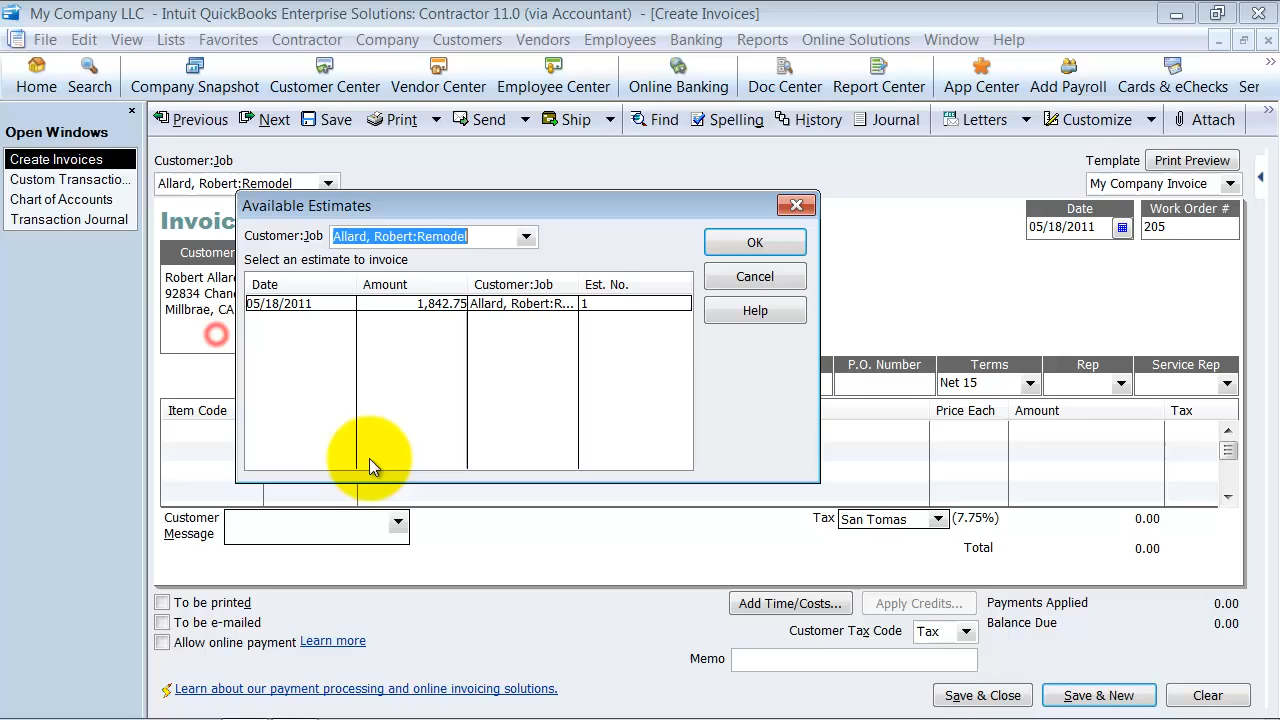 My Company LLC - Intuit QuickBooks Enterprise Solutions: Contractor 11.0 (via Accountant) - [Create Invoices]
File Edit View Lists Favorites Contractor Company Customers Vendors Employees Banking Reports Online Solutions Window Help
Home Search Company Snapshot Customer Center Vendor Center Employee Center Online Banking Doc Center Report Center App Center Add Payroll Cards & eChecks Ser
Open Windows
Create Invoices
Custom Transactio...
Chart of Accounts
Transaction Journal
Previous Next Save Print Send Ship Find Spelling History Journal Letters Customize Attach
Customer:Job
Allard, Robert:Remodel
Template Print Preview
My Company Invoice
Invoic
Date Work Order #
05/18/2011 205
Customer
Robert Allar
92834 Chan
Millbrae, CA
Available Estimates
Customer:Job Allard, Robert:Remodel
Select an estimate to invoice
Date Amount Customer:Job Est. No.
05/18/2011 1,842.75 Allard, Robert:R... 1
OK
Cancel
Help
P.O. Number Terms Rep Service Rep
Net 15
Item Code Price Each Amount Tax
Customer
Message
Tax San Tomas (7.75%) 0.00
Total 0.00
To be printed
To be e-mailed
Allow online payment Learn more
Add Time/Costs... Apply Credits...
Customer Tax Code Tax
Memo
Payments Applied 0.00
Balance Due 0.00
Learn about our payment processing and online invoicing solutions.
Save & Close Save & New Clear